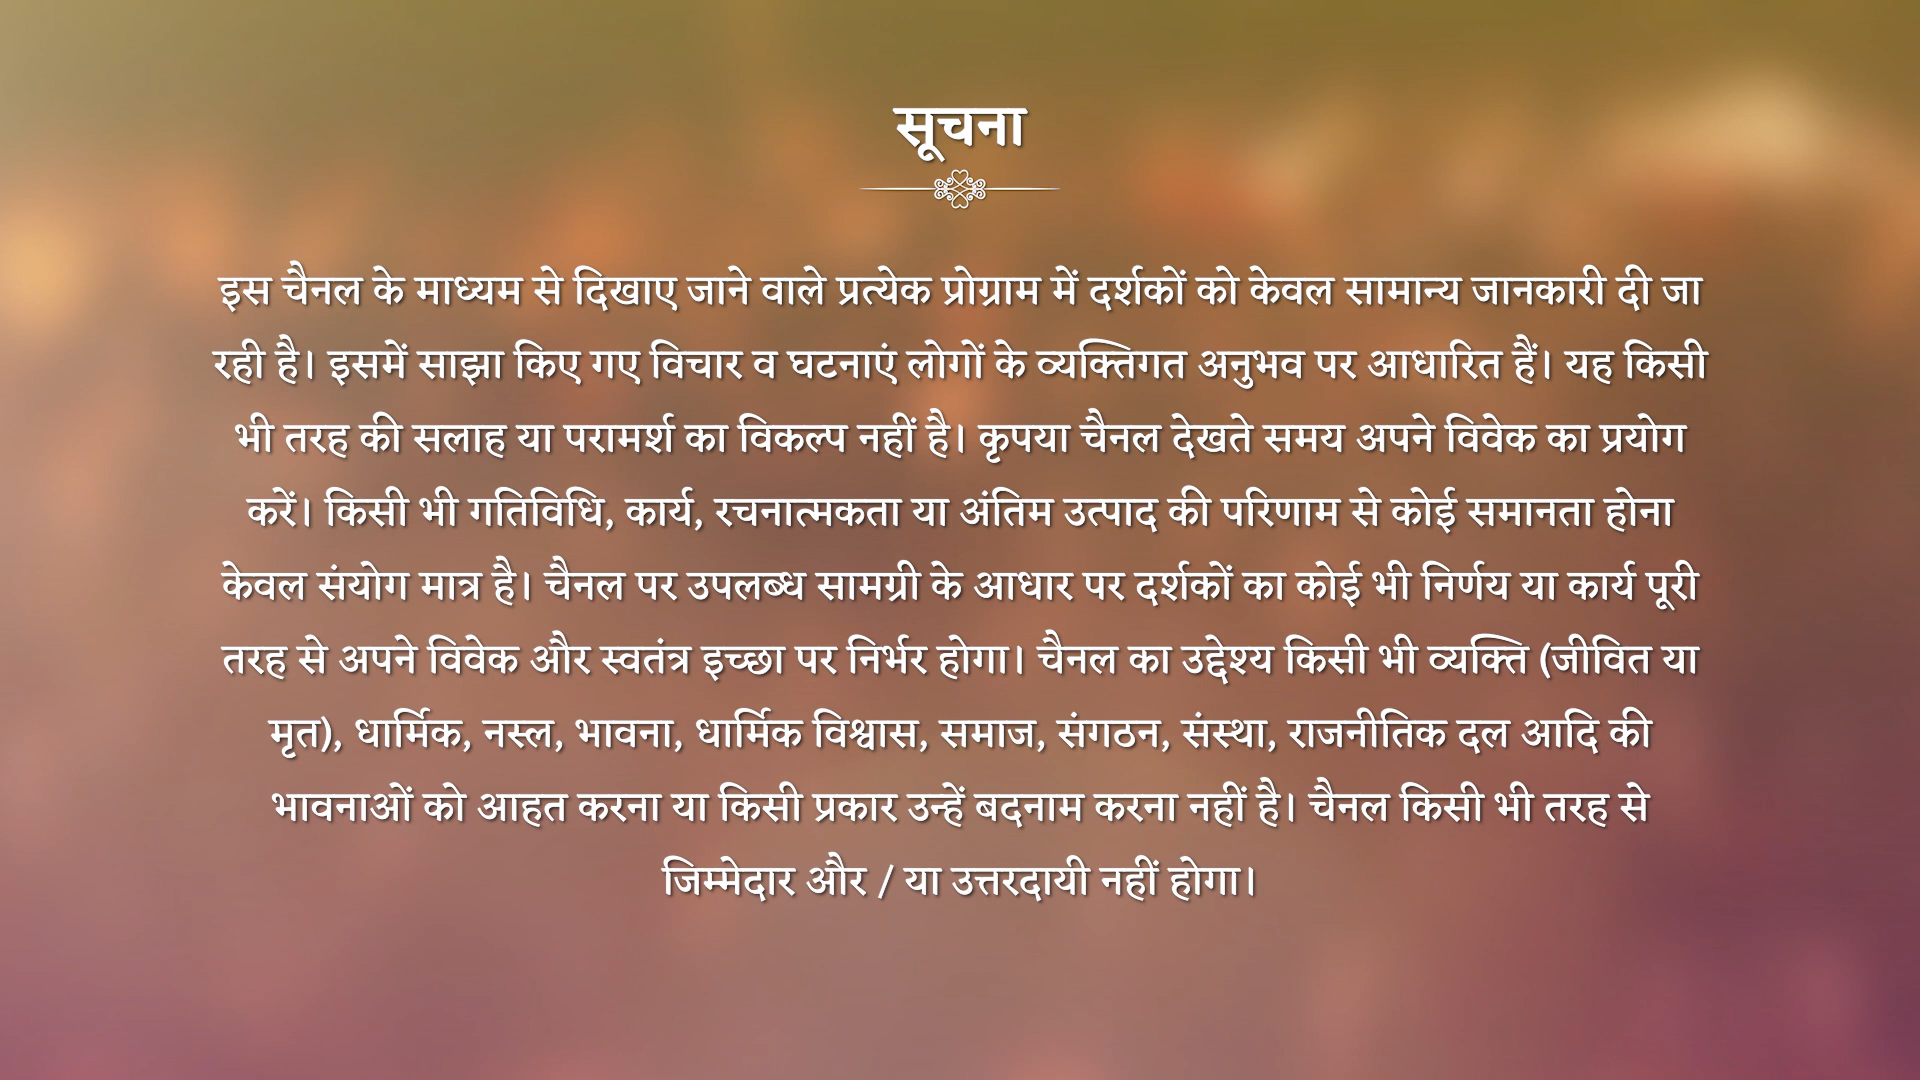 सूचना
इस चैनल के माध्यम से दिखाए जाने वाले प्रत्येक प्रोग्राम में दर्शकों को केवल सामान्य जानकारी दी जा
रही है। इसमें साझा किए गए विचार व घटनाएं लोगों के व्यक्तिगत अनुभव पर आधारित हैं। यह किसी
भी तरह की सलाह या परामर्श का विकल्प नहीं है। कृपया चैनल देखते समय अपने विवेक का प्रयोग
करें। किसी भी गतिविधि, कार्य, रचनात्मकता या अंतिम उत्पाद की परिणाम से कोई समानता होना
केवल संयोग मात्र है। चैनल पर उपलब्ध सामग्री के आधार पर दर्शकों का कोई भी निर्णय या कार्य पूरी
तरह से अपने विवेक और स्वतंत्र इच्छा पर निर्भर होगा। चैनल का उद्देश्य किसी भी व्यक्ति (जीवित या
मृत), धार्मिक, नस्ल, भावना, धार्मिक विश्वास, समाज, संगठन, संस्था, राजनीतिक दल आदि की
भावनाओं को आहत करना या किसी प्रकार उन्हें बदनाम करना नहीं है। चैनल किसी भी तरह से
जिम्मेदार और / या उत्तरदायी नहीं होगा।